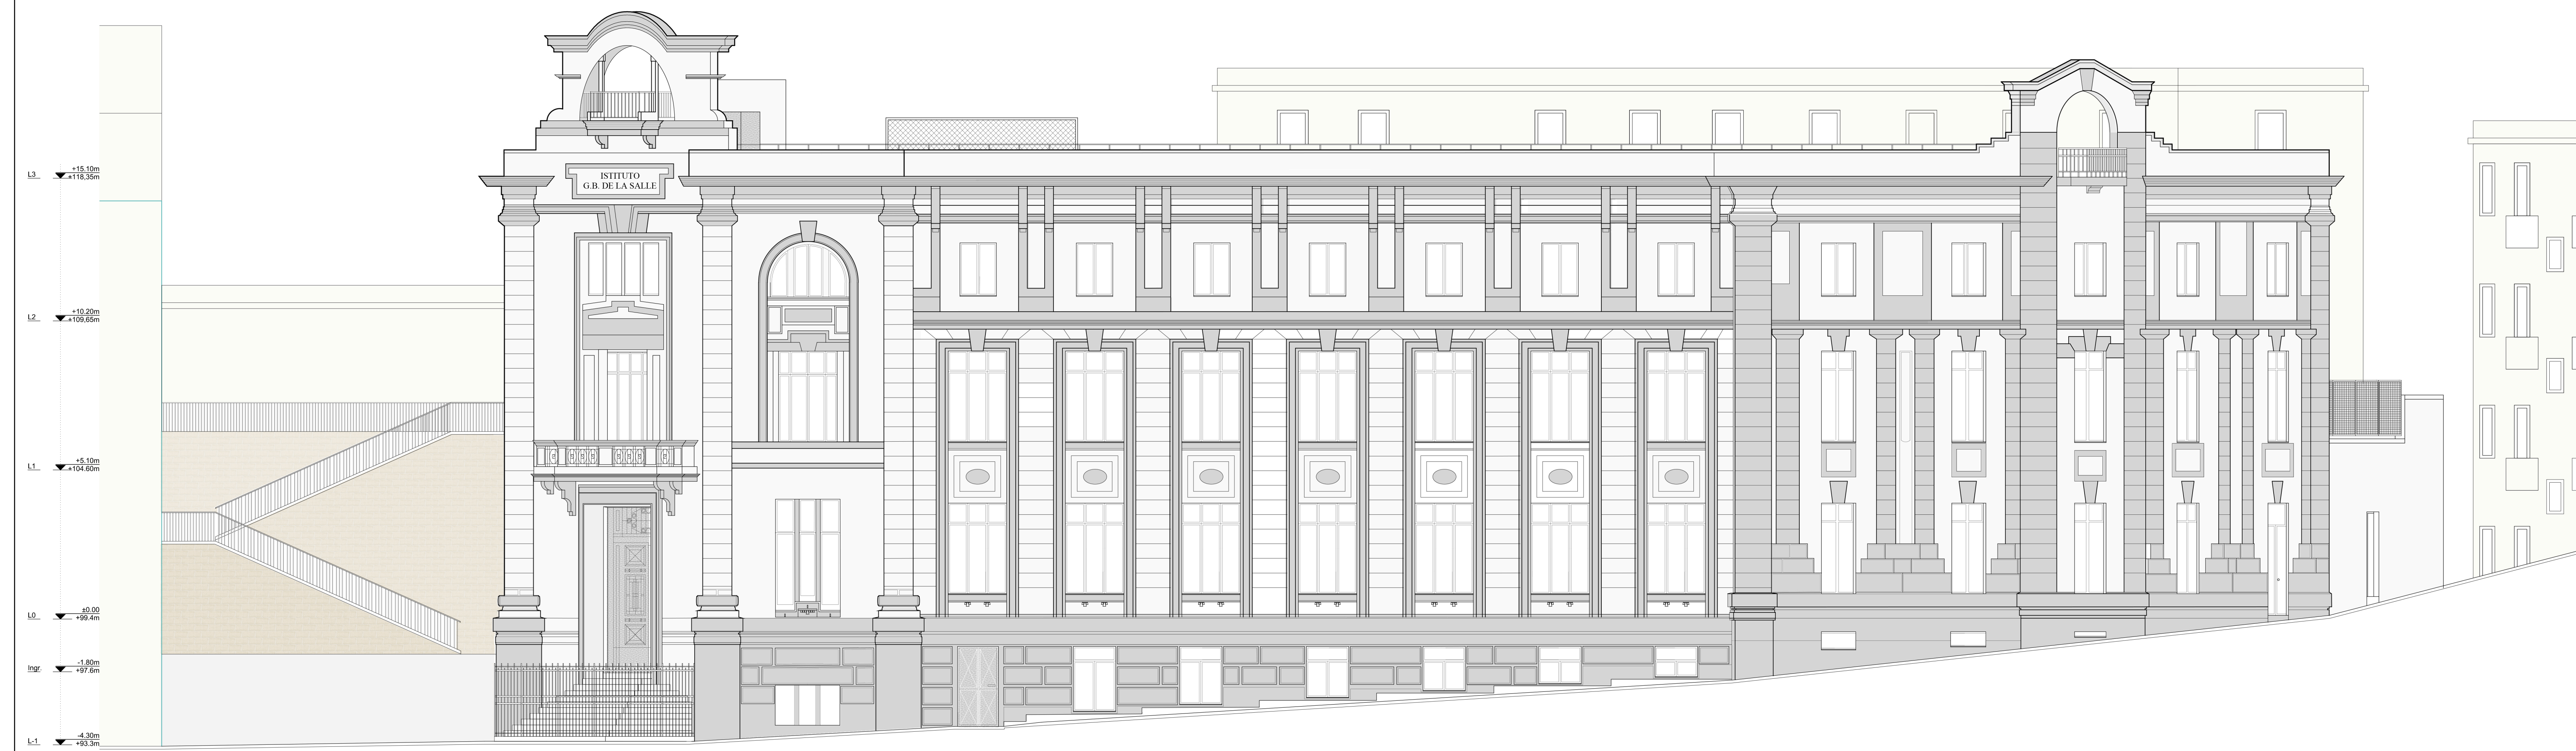 ISTITUTO
G.B. DE LA SALLE
L3
+15.10m
+118,35m
L2
+10.20m
+109,65m
L1
+5.10m
+104.60m
L0
±0.00
+99.4m
Ingr.
-1.80m
+97.6m
L-1
-4.30m
+93.3m